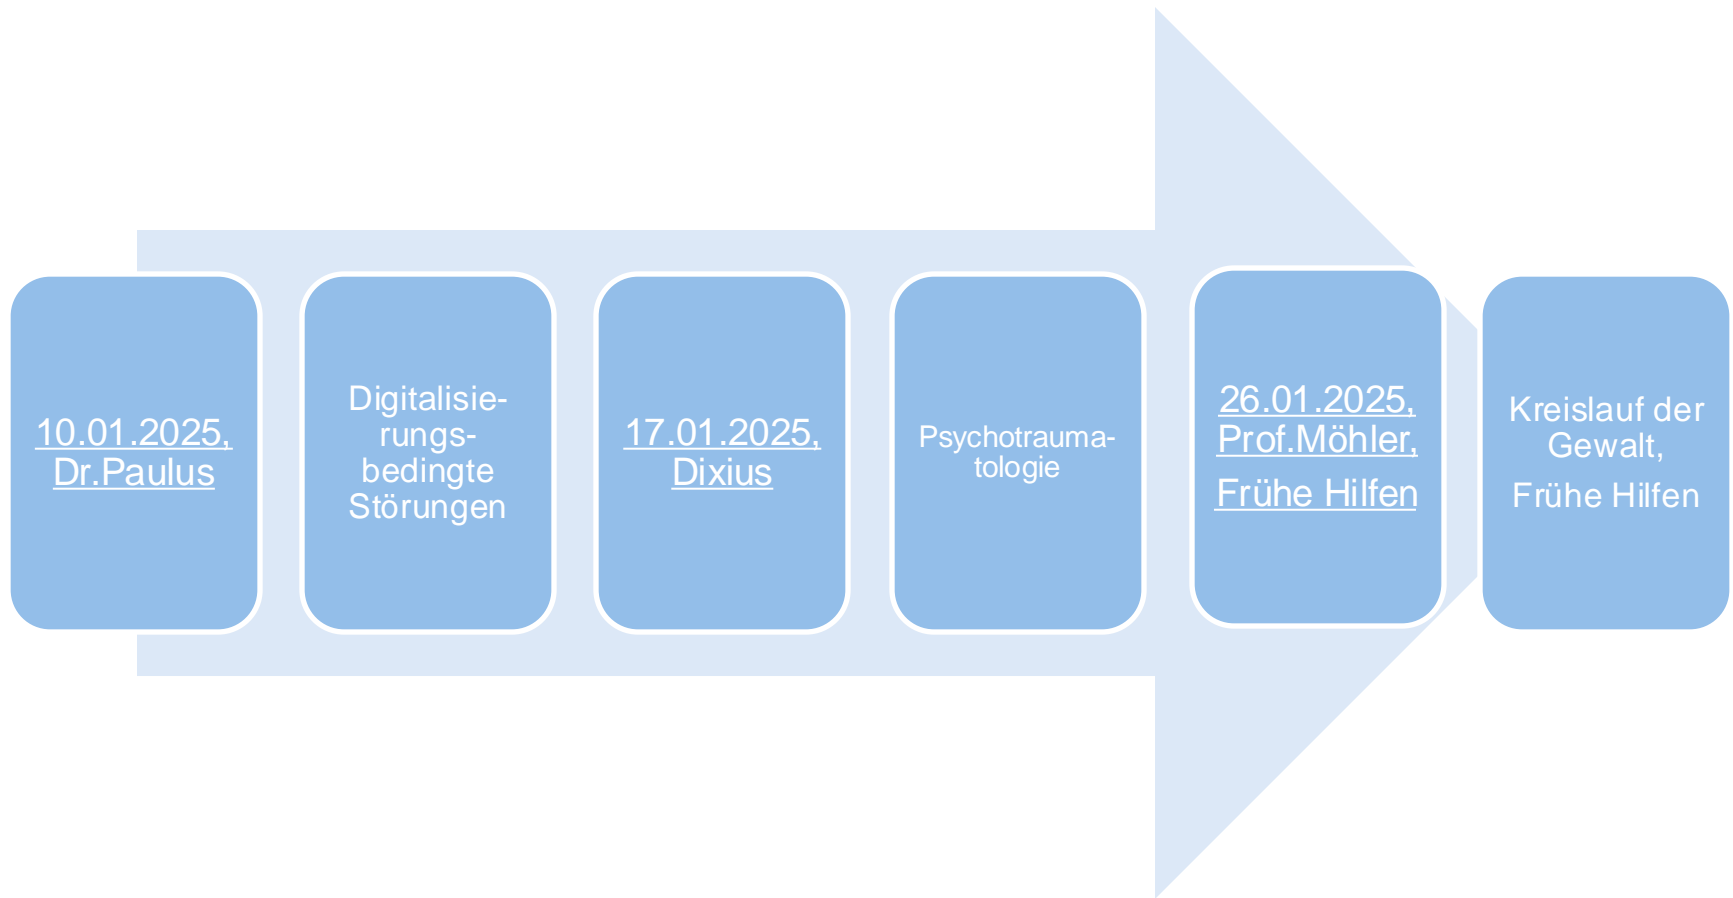 10.01.2025,
Dr.Paulus
Digitalisie-
rungs-
bedingte
Störungen
17.01.2025,
Dixius
Psychotrauma-
tologie
26.01.2025,
Prof.Möhler,
Frühe Hilfen
Kreislauf der
Gewalt,
Frühe Hilfen